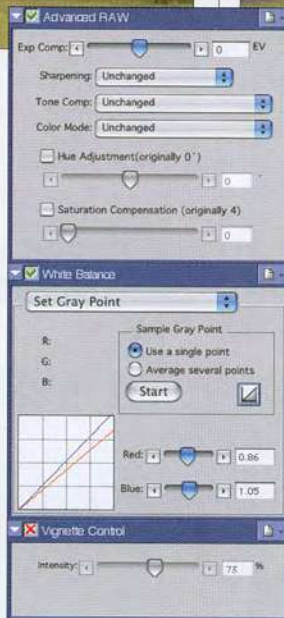 Advanced RAW
Exp Comp: 0 EV
Sharpening: Unchanged
Tone Comp: Unchanged
Color Mode: Unchanged
Hue Adjustment(originally 0°)
0 °
Saturation Compensation (originally 4)
0
White Balance
Set Gray Point
Sample Gray Point
R:
Use a single point
G:
Average several points
B:
Start
Red: 0.86
Blue: 1.05
Vignette Control
Intensity: 73 %